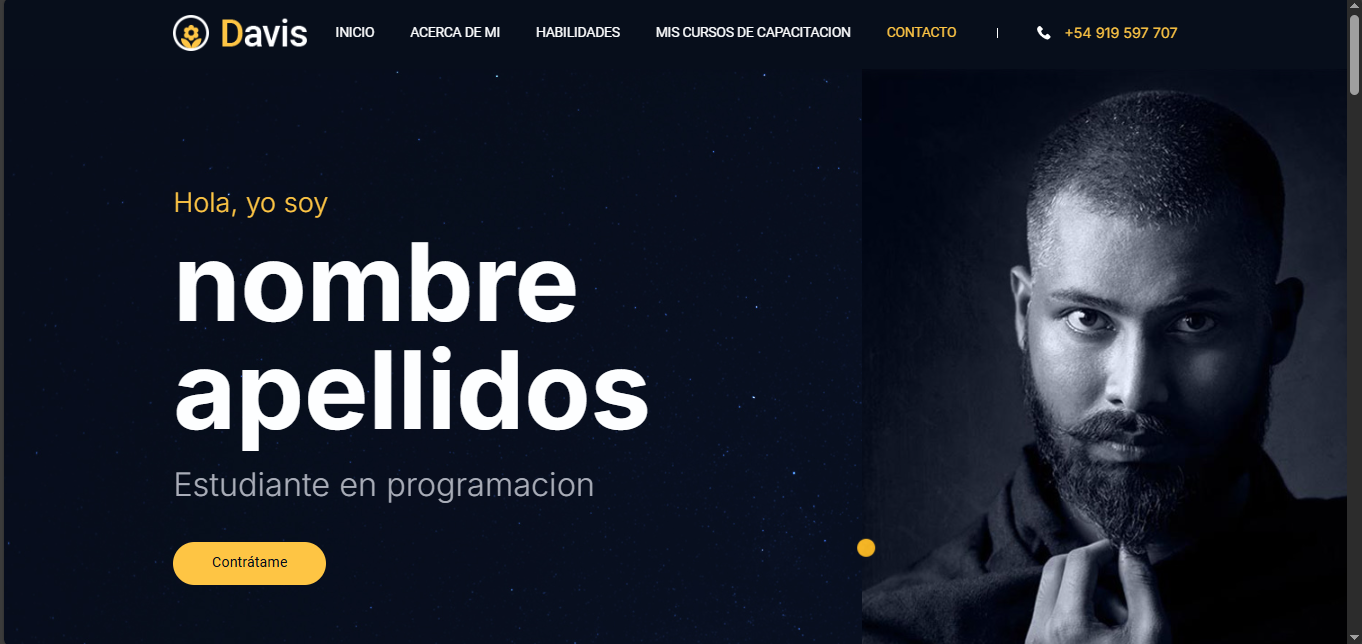 Davis
INICIO
ACERCA DE MI
HABILIDADES
MIS CURSOS DE CAPACITACION
CONTACTO
+54 919 597 707
Hola, yo soy
nombre
apellidos
Estudiante en programacion
Contrátame